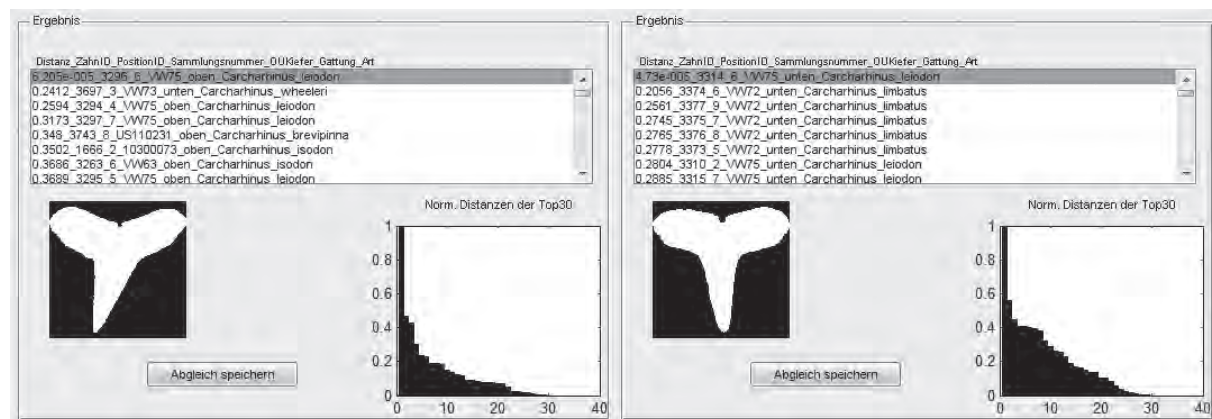 Ergebnis
Distanz_ZahnID_PositionID_Sammlungsnummer_OUKiefer_Gattung_Art
6.205e-005_3296_6_VW75_oben_Carcharhinus_leiodon
0.2412_3697_3_VW73_unten_Carcharhinus_wheeleri
0.2594_3294_4_VW75_oben_Carcharhinus_leiodon
0.3173_3297_7_VW75_oben_Carcharhinus_leiodon
0.348_3743_8_US110231_oben_Carcharhinus_brevipinna
0.3502_1666_2_10300073_oben_Carcharhinus_isodon
0.3686_3263_6_VW63_oben_Carcharhinus_isodon
0.3689_3295_5_VW75_oben_Carcharhinus_leiodon
Norm. Distanzen der Top30
1
0.8
0.6
0.4
0.2
0
0 10 20 30 40
Abgleich speichern
Ergebnis
Distanz_ZahnID_PositionID_Sammlungsnummer_OUKiefer_Gattung_Art
4.73e-005_3314_6_VW75_unten_Carcharhinus_leiodon
0.2056_3374_6_VW72_unten_Carcharhinus_limbatus
0.2561_3377_9_VW72_unten_Carcharhinus_limbatus
0.2745_3375_7_VW72_unten_Carcharhinus_limbatus
0.2765_3376_8_VW72_unten_Carcharhinus_limbatus
0.2778_3373_5_VW72_unten_Carcharhinus_limbatus
0.2804_3310_2_VW75_unten_Carcharhinus_leiodon
0.2885_3315_7_VW75_unten_Carcharhinus_leiodon
Norm. Distanzen der Top30
1
0.8
0.6
0.4
0.2
0
0 10 20 30 40
Abgleich speichern